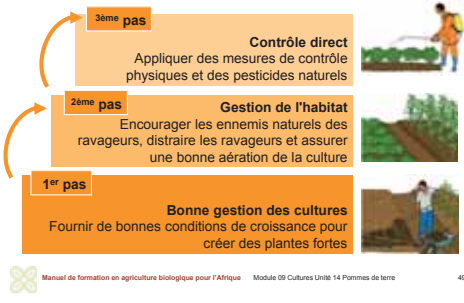 3ème pas
Contrôle direct
Appliquer des mesures de contrôle
physiques et des pesticides naturels
2ème pas
Gestion de l'habitat
Encourager les ennemis naturels des
ravageurs, distraire les ravageurs et assurer
une bonne aération de la culture
1er pas
Bonne gestion des cultures
Fournir de bonnes conditions de croissance pour
créer des plantes fortes
Manuel de formation en agriculture biologique pour l'Afrique Module 09 Cultures Unité 14 Pommes de terre 49